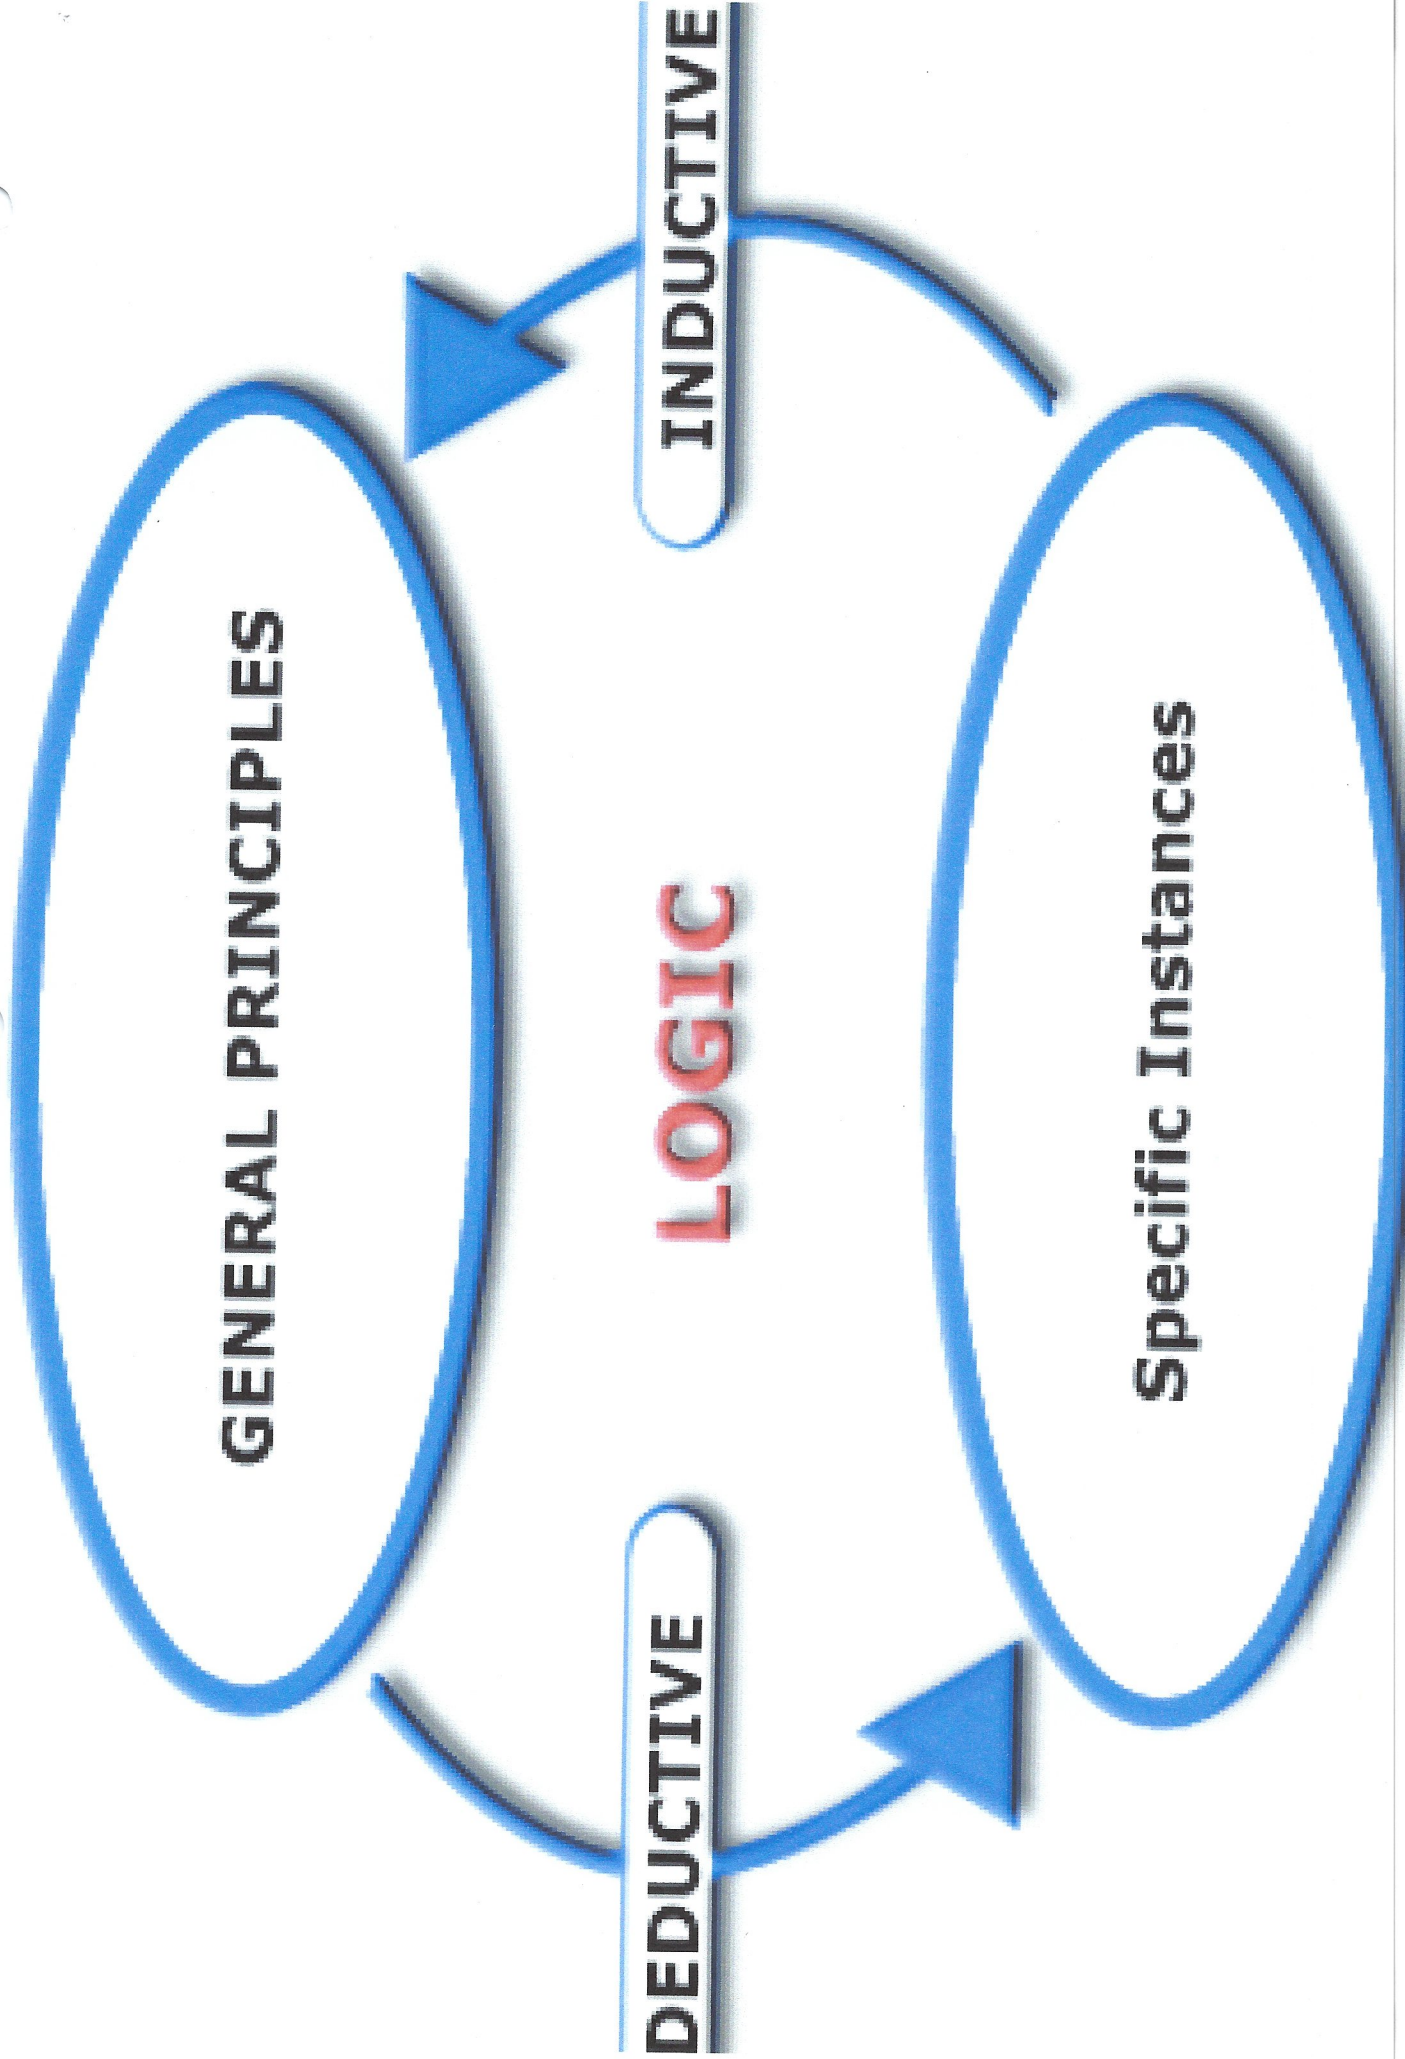 GENERAL PRINCIPLES
DEDUCTIVE
LOGIC
INDUCTIVE
Specific Instances